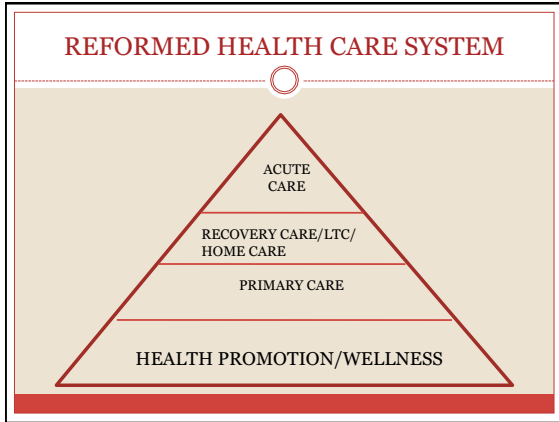 REFORMED HEALTH CARE SYSTEM
ACUTE
CARE
RECOVERY CARE/LTC/
HOME CARE
PRIMARY CARE
HEALTH PROMOTION/WELLNESS